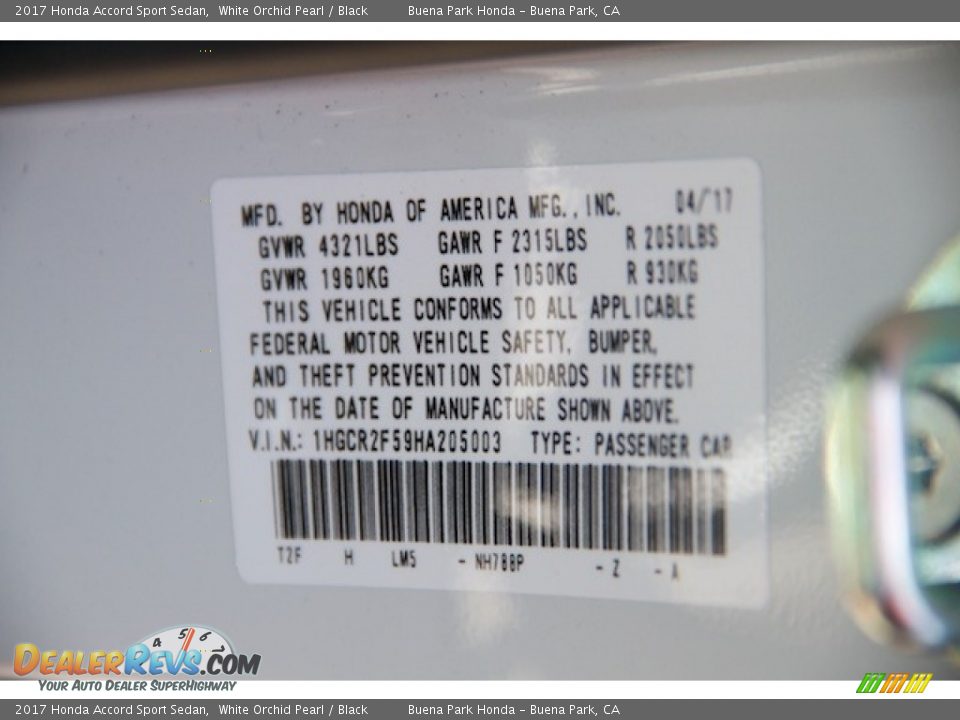 2017 Honda Accord Sport Sedan, White Orchid Pearl / Black Buena Park Honda - Buena Park, CA
MFD. BY HONDA OF AMERICA MFG., INC. 04/17
GVWR 4321LBS GAWR F 2315LBS R 2050LBS
GVWR 1960KG GAWR F 1050KG R 930KG
THIS VEHICLE CONFORMS TO ALL APPLICABLE
FEDERAL MOTOR VEHICLE SAFETY, BUMPER,
AND THEFT PREVENTION STANDARDS IN EFFECT
ON THE DATE OF MANUFACTURE SHOWN ABOVE.
V.I.N.: 1HGCR2F59HA205003 TYPE: PASSENGER CAR
T2F H LM5 - NH788P - Z - A
4 5 6
DEALERREVS.COM
YOUR AUTO DEALER SUPERHIGHWAY
2017 Honda Accord Sport Sedan, White Orchid Pearl / Black Buena Park Honda - Buena Park, CA